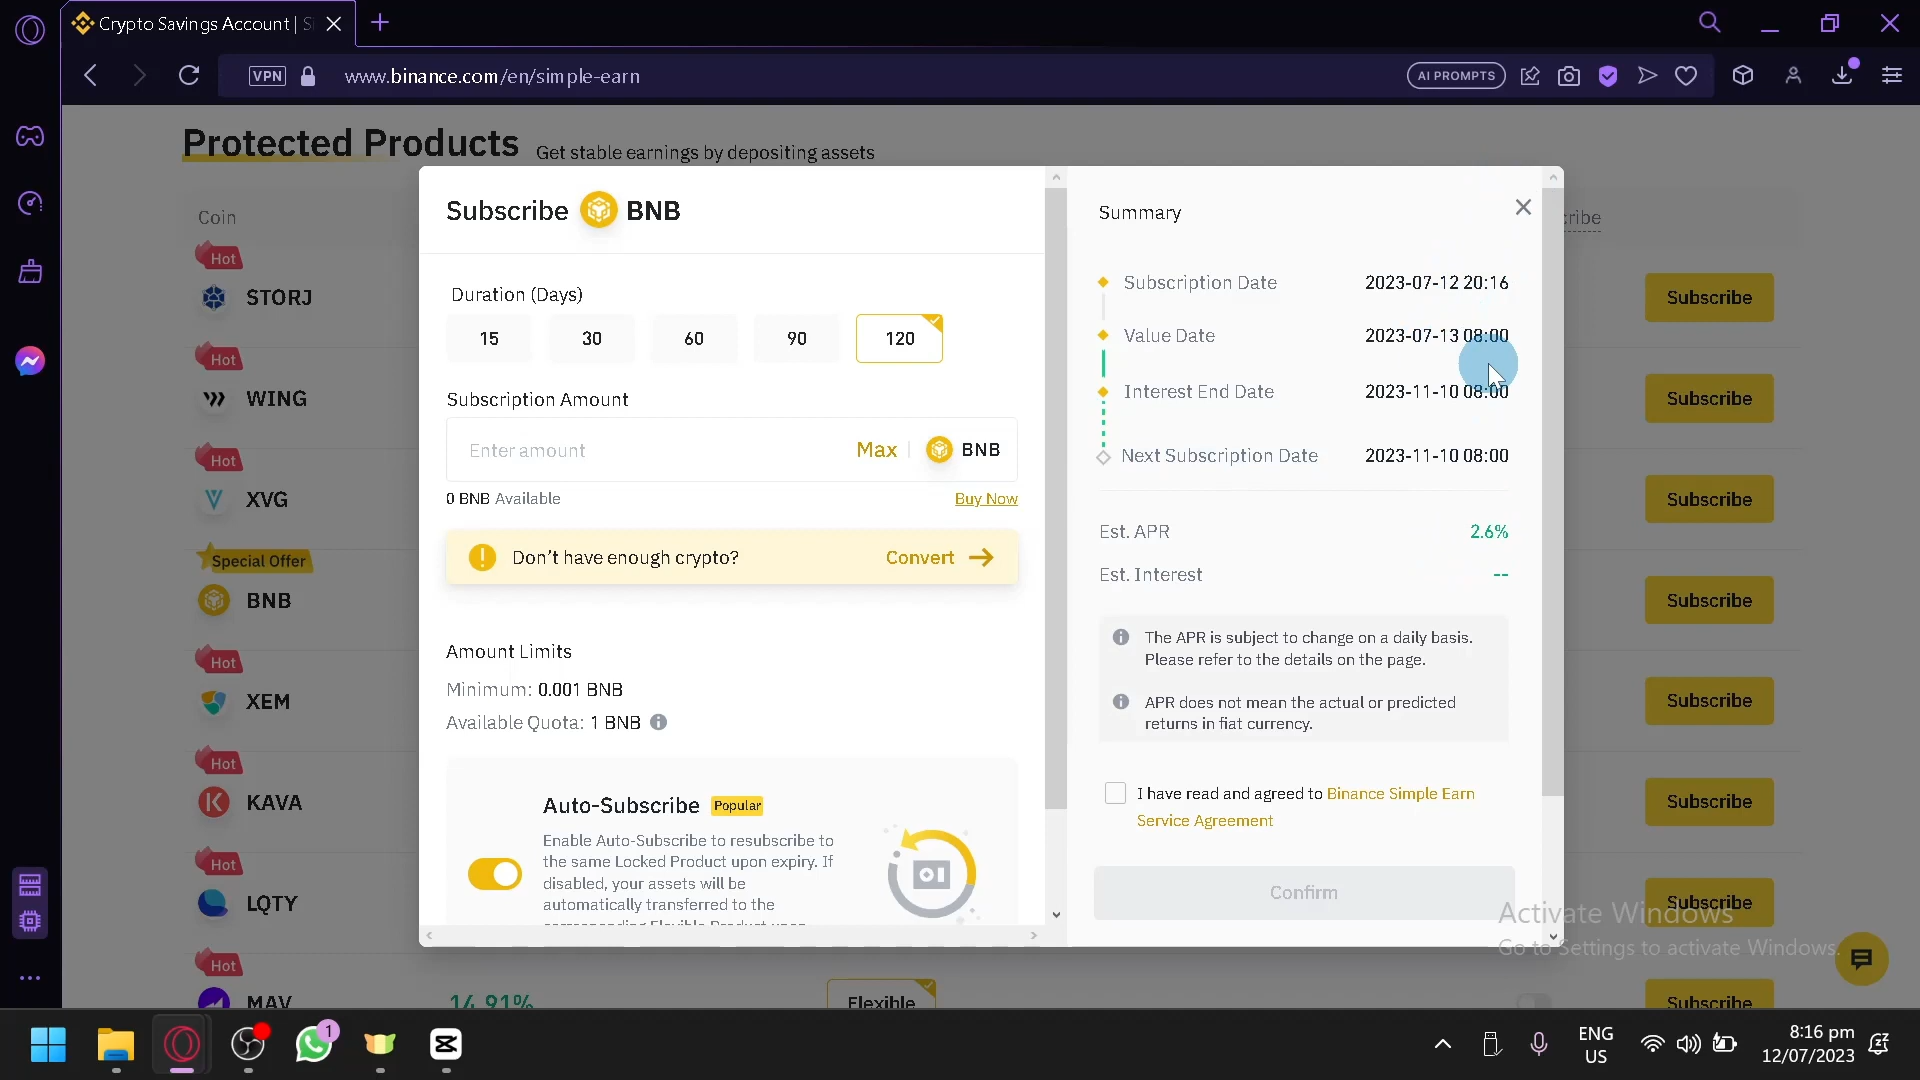 Crypto Savings Account | Si
VPN
www.binance.com/en/simple-earn
AI PROMPTS
Protected Products
Get stable earnings by depositing assets
Coin
Hot
STORJ
Subscribe
Hot
WING
Subscribe
Hot
XVG
Subscribe
Special Offer
BNB
Subscribe
Hot
XEM
Subscribe
Hot
KAVA
Subscribe
Hot
LQTY
Subscribe
Hot
MAV
14.91%
Flexible
Subscribe
Subscribe BNB
Duration (Days)
15 30 60 90 120
Subscription Amount
Enter amount
Max
BNB
0 BNB Available
Buy Now
Don't have enough crypto?
Convert
Amount Limits
Minimum: 0.001 BNB
Available Quota: 1 BNB
Auto-Subscribe Popular
Enable Auto-Subscribe to resubscribe to
the same Locked Product upon expiry. If
disabled, your assets will be
automatically transferred to the
corresponding Flexible Product upon
Summary
Subscription Date 2023-07-12 20:16
Value Date 2023-07-13 08:00
Interest End Date 2023-11-10 08:00
Next Subscription Date 2023-11-10 08:00
Est. APR 2.6%
Est. Interest --
The APR is subject to change on a daily basis.
Please refer to the details on the page.
APR does not mean the actual or predicted
returns in fiat currency.
I have read and agreed to Binance Simple Earn
Service Agreement
Confirm
Activate Windows
Go to Settings to activate Windows.
1
ENG
US
8:16 pm
12/07/2023